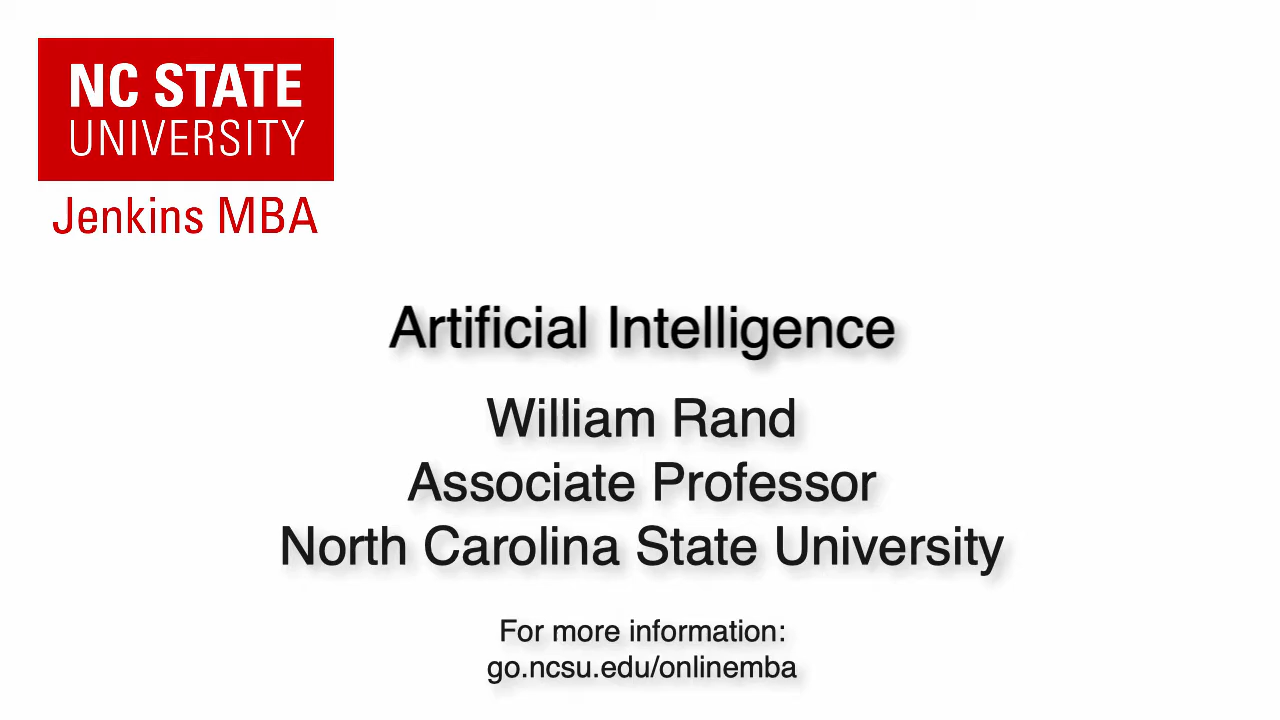 NC STATE
UNIVERSITY
Jenkins MBA
Artificial Intelligence
William Rand
Associate Professor
North Carolina State University
For more information:
go.ncsu.edu/onlinemba